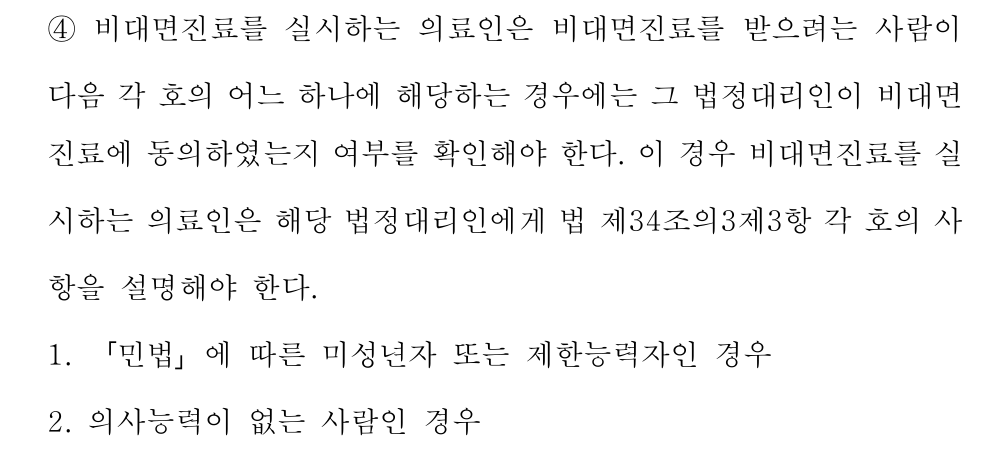 ④ 비대면진료를 실시하는 의료인은 비대면진료를 받으려는 사람이
다음 각 호의 어느 하나에 해당하는 경우에는 그 법정대리인이 비대면
진료에 동의하였는지 여부를 확인해야 한다. 이 경우 비대면진료를 실
시하는 의료인은 해당 법정대리인에게 법 제34조의3제3항 각 호의 사
항을 설명해야 한다.
1. 「민법」에 따른 미성년자 또는 제한능력자인 경우
2. 의사능력이 없는 사람인 경우